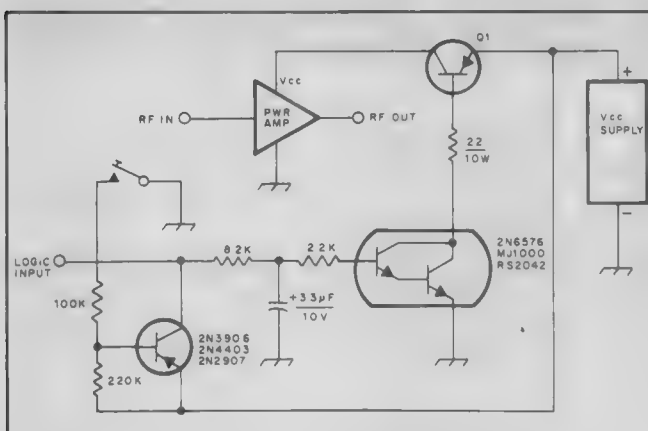 Q1
Vcc
+
RF IN
PWR
AMP
RF OUT
Vcc
SUPPLY
22
10W
-
2N6576
MJ1000
RS2042
LOGIC
INPUT
8.2K
2.2K
+3.3µF
10V
100K
2N3906
2N4403
2N2907
220K